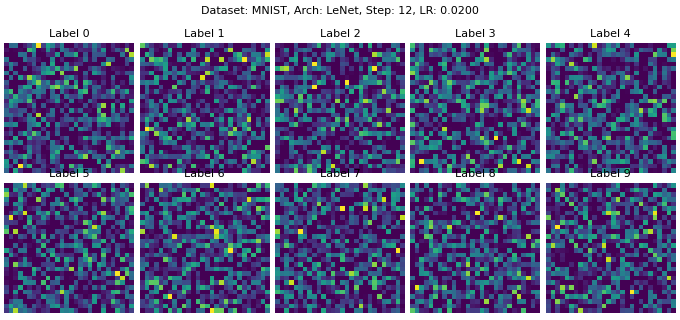 Dataset: MNIST, Arch: LeNet, Step: 12, LR: 0.0200
Label 0
Label 1
Label 2
Label 3
Label 4
Label 5
Label 6
Label 7
Label 8
Label 9